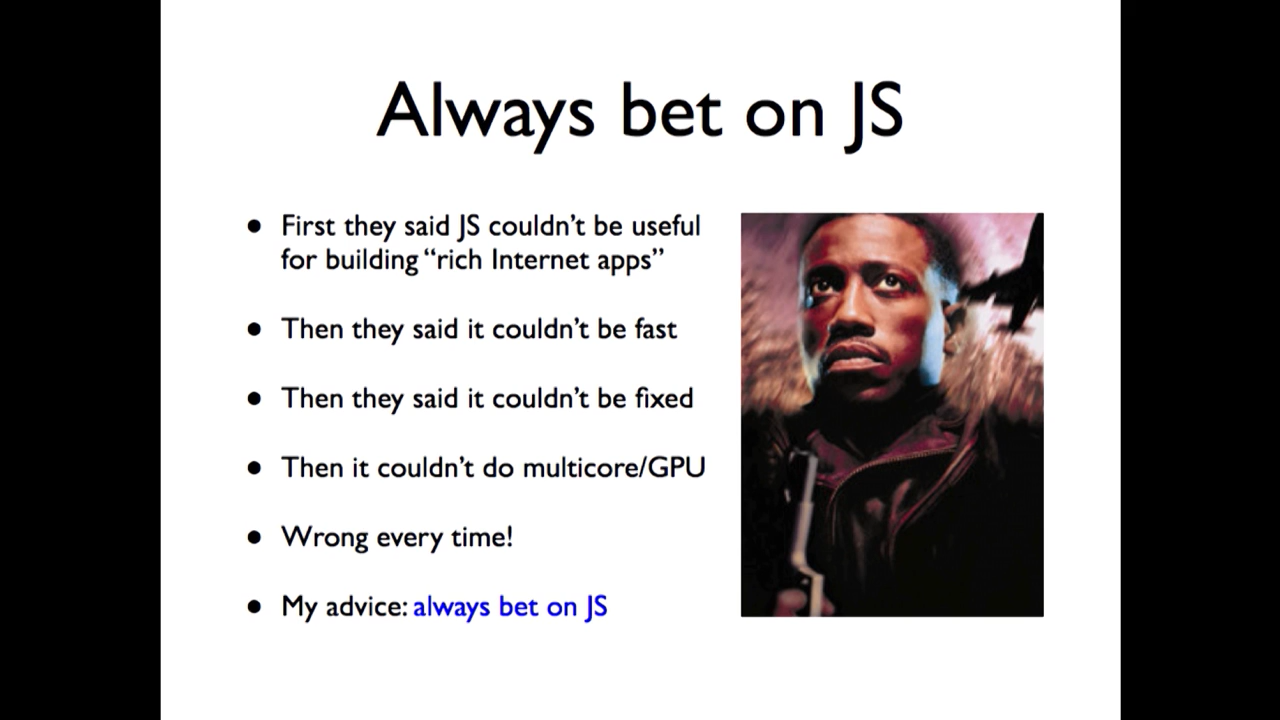 Always bet on JS
• First they said JS couldn’t be useful
for building “rich Internet apps”
• Then they said it couldn’t be fast
• Then they said it couldn’t be fixed
• Then it couldn’t do multicore/GPU
• Wrong every time!
• My advice: always bet on JS